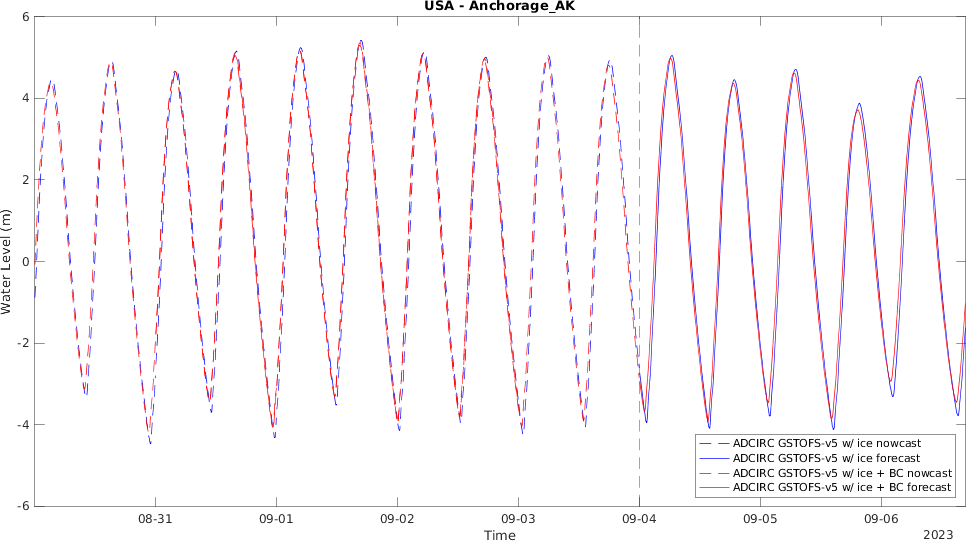 USA - Anchorage_AK
6
4
2
0
-2
-4
-6
Water Level (m)
ADCIRC GSTOFS-v5 w/ ice nowcast
ADCIRC GSTOFS-v5 w/ ice forecast
ADCIRC GSTOFS-v5 w/ ice + BC nowcast
ADCIRC GSTOFS-v5 w/ ice + BC forecast
08-31 09-01 09-02 09-03 09-04 09-05 09-06
Time
2023